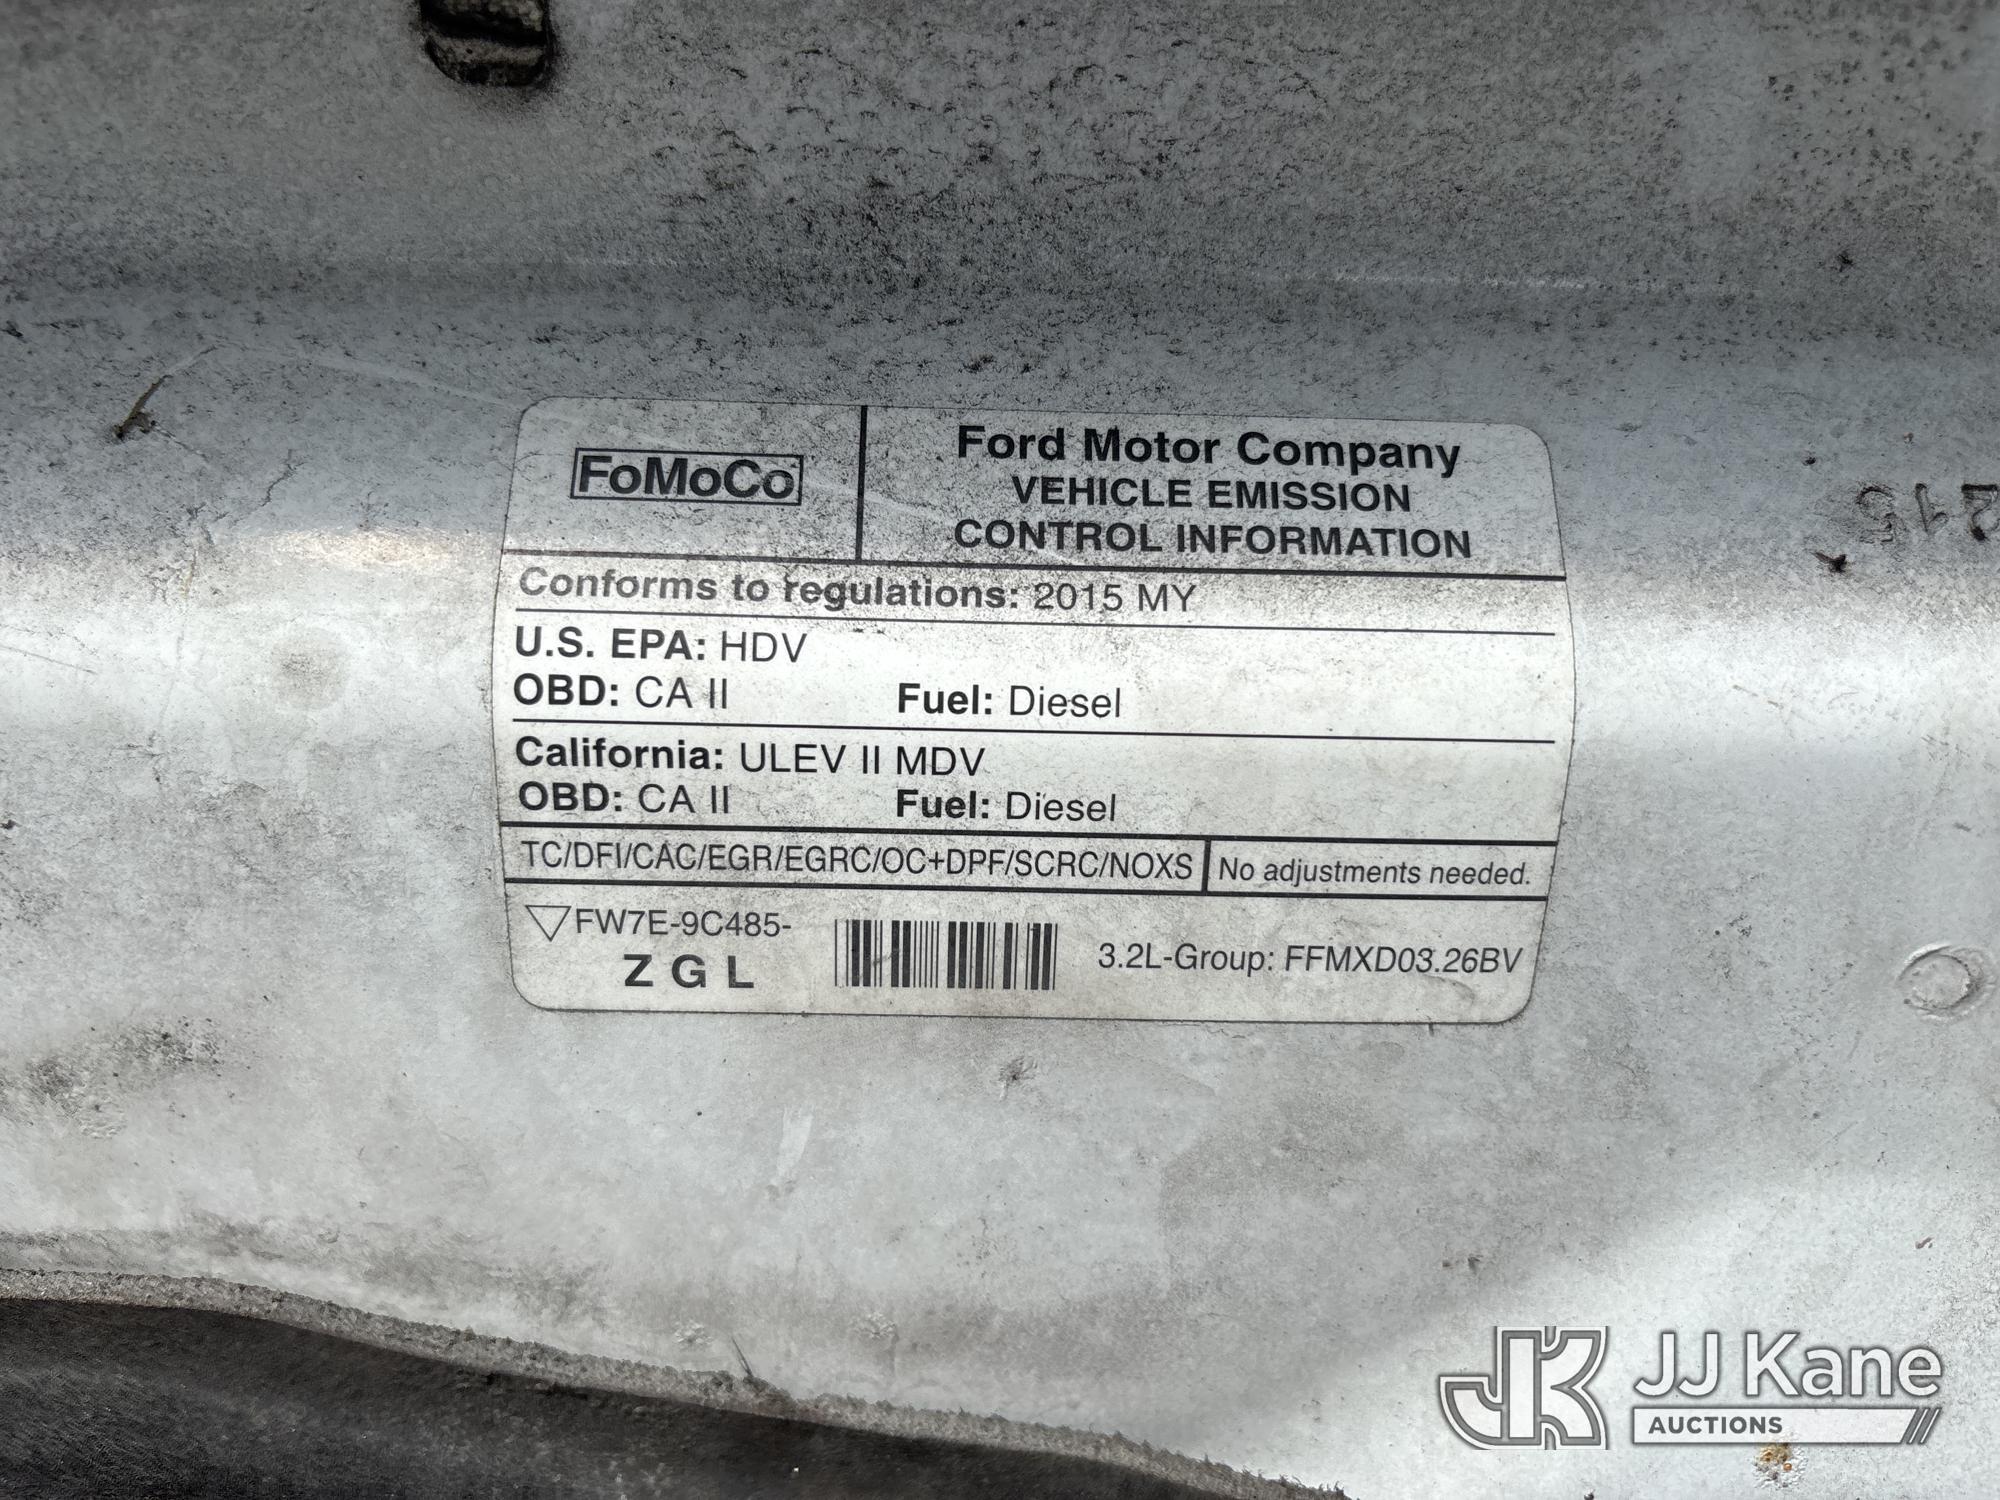 FoMoCo
Ford Motor Company
VEHICLE EMISSION
CONTROL INFORMATION
Conforms to regulations: 2015 MY
U.S. EPA: HDV
OBD: CA II Fuel: Diesel
California: ULEV II MDV
OBD: CA II Fuel: Diesel
TC/DFI/CAC/EGR/EGRC/OC+DPF/SCRC/NOXS No adjustments needed.
FW7E-9C485-
Z G L
3.2L-Group: FFMXD03.26BV
215
JK JJ Kane
AUCTIONS